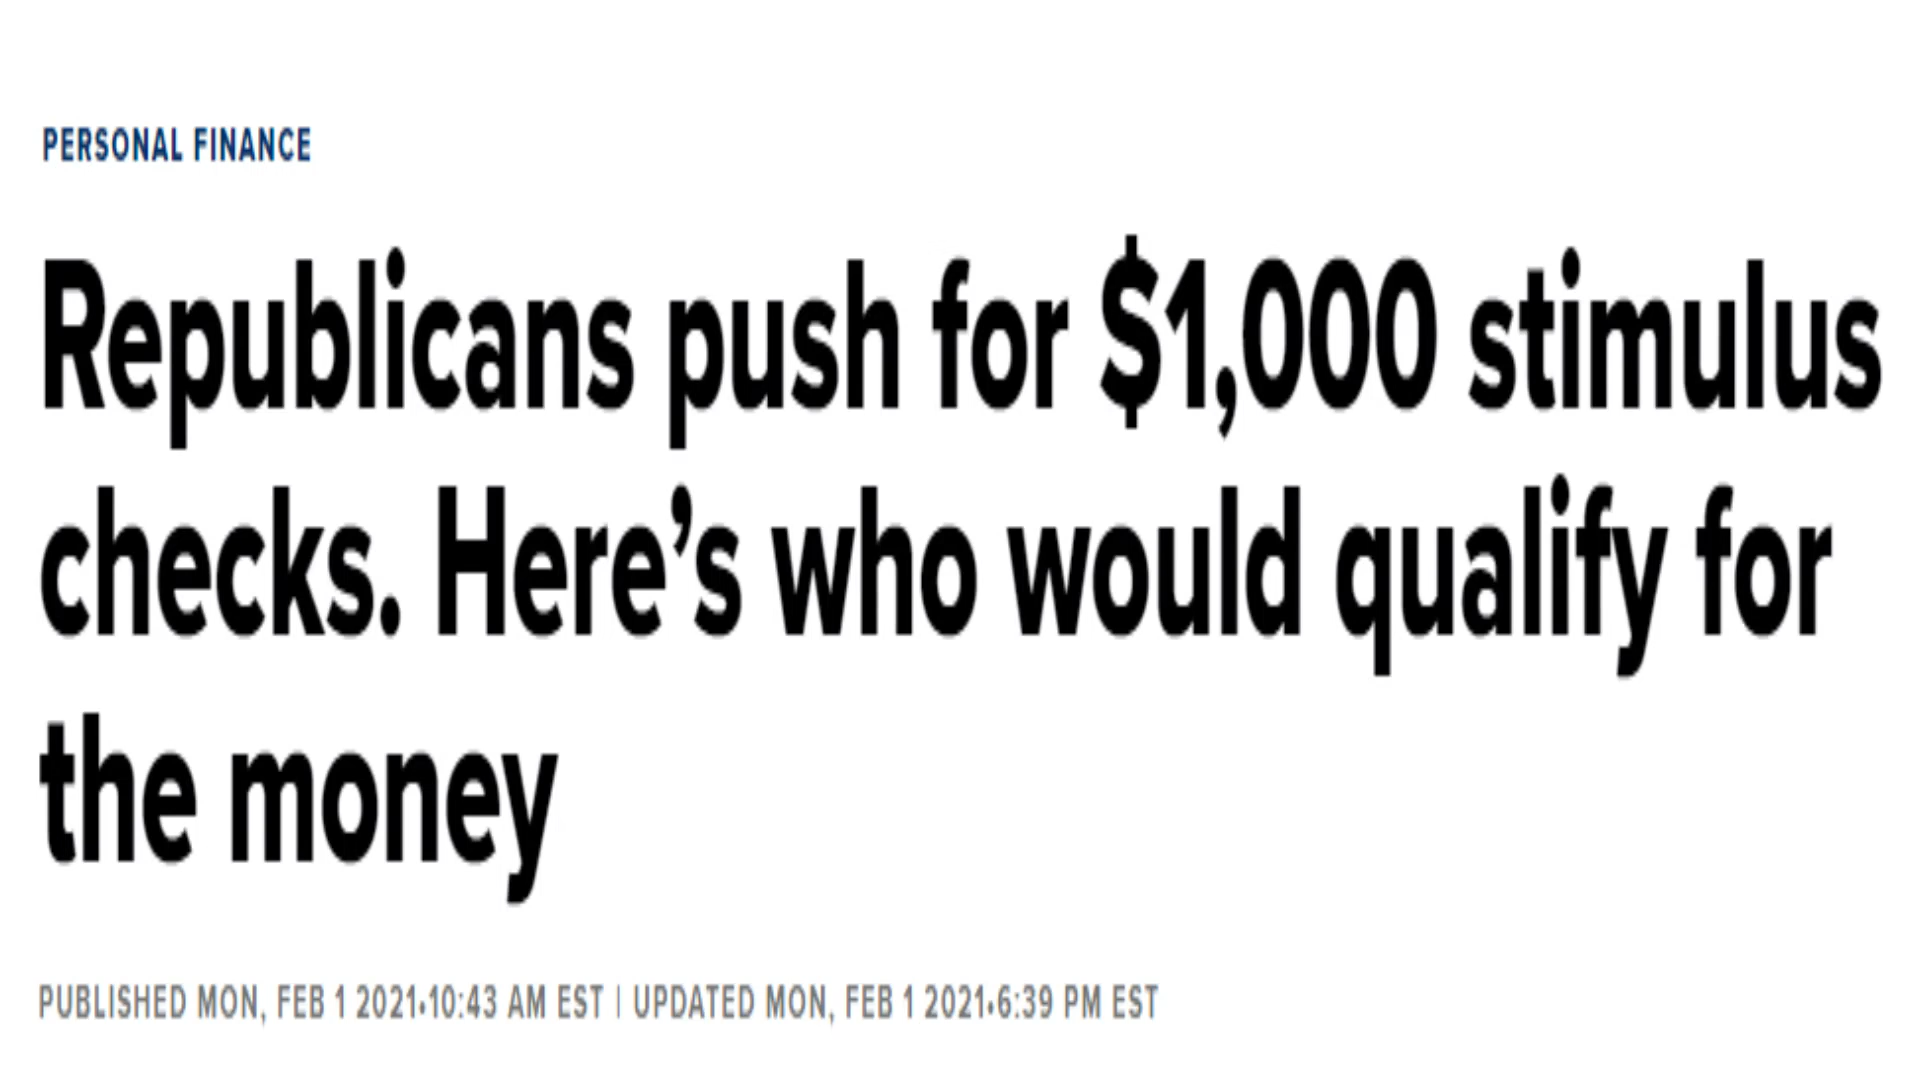 PERSONAL FINANCE
Republicans push for $1,000 stimulus
checks. Here’s who would qualify for
the money
PUBLISHED MON, FEB 1 2021•10:43 AM EST | UPDATED MON, FEB 1 2021•6:39 PM EST